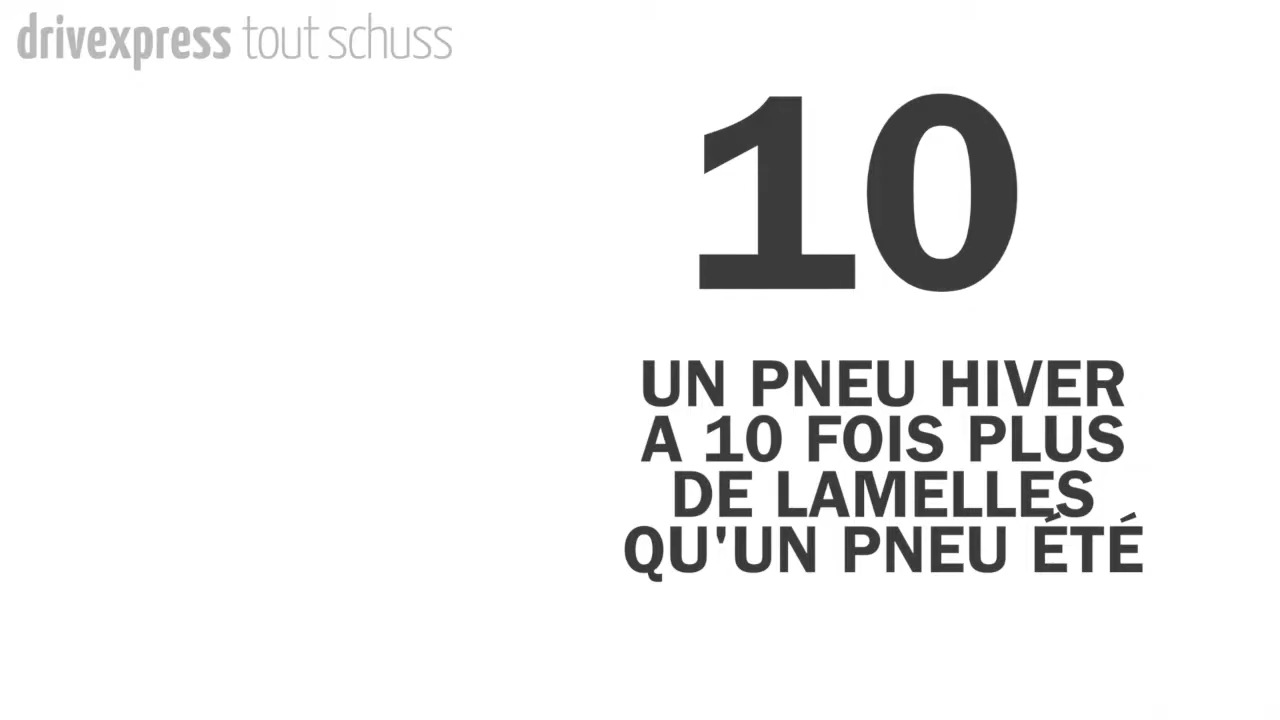 drivexpress tout schuss
10
UN PNEU HIVER
A 10 FOIS PLUS
DE LAMELLES
QU'UN PNEU ÉTÉ